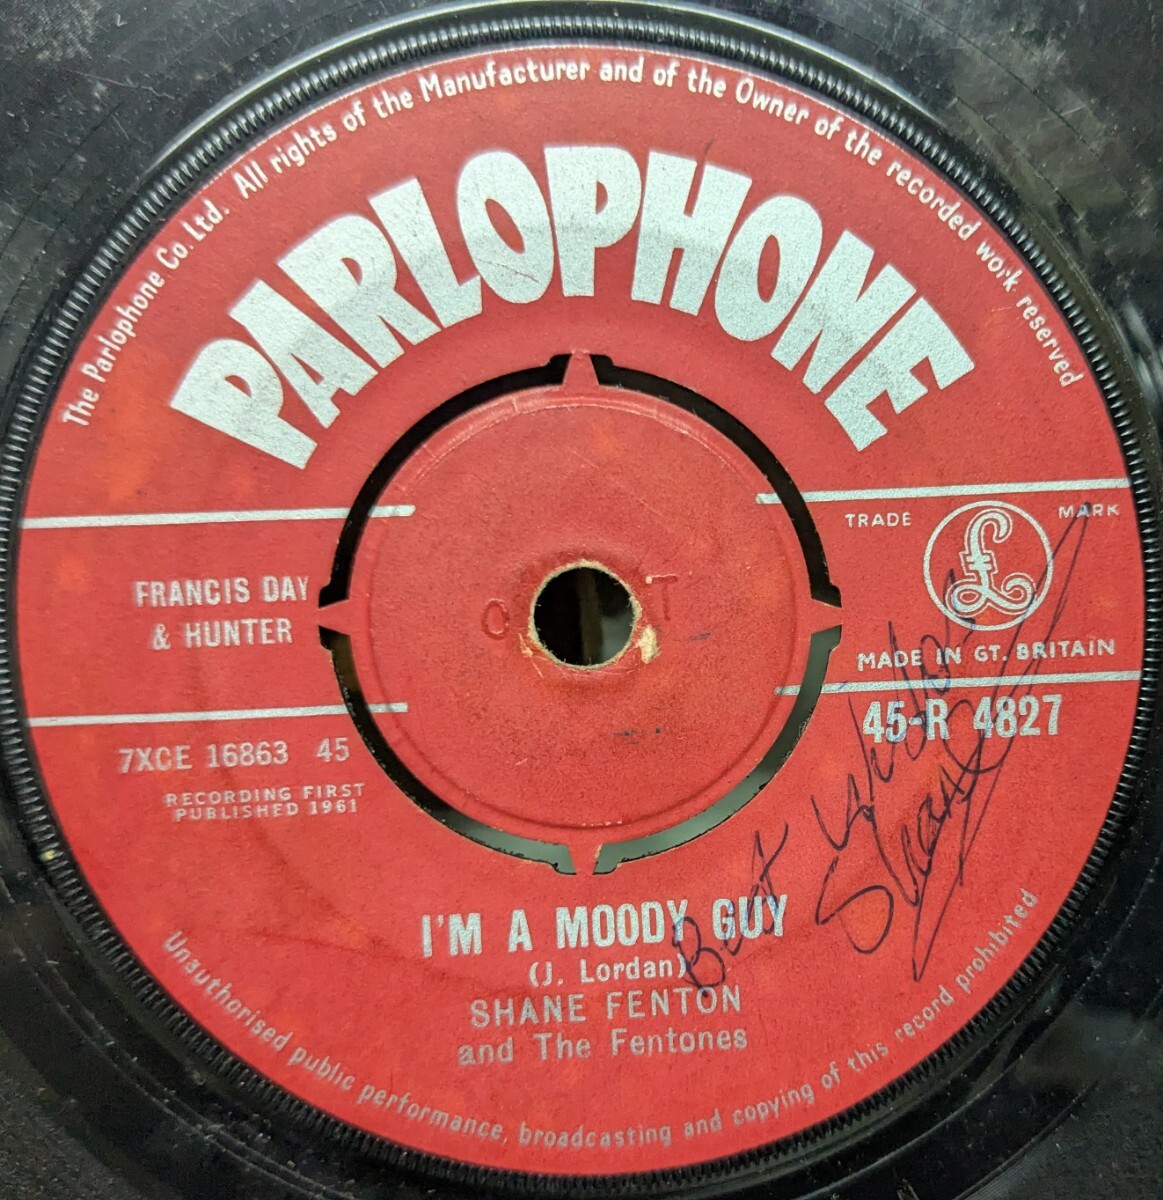 The Parlophone Co. Ltd. All rights of the Manufacturer and of the Owner of the recorded work reserved
PARLOPHONE
TRADE MARK
£
FRANCIS DAY
& HUNTER
MADE IN GT. BRITAIN
45-R 4827
7XCE 16863 45
RECORDING FIRST
PUBLISHED 1961
Best Wishes
Shane
I'M A MOODY GUY
(J. Lordan)
SHANE FENTON
and The Fentones
Unauthorised public performance, broadcasting and copying of this record prohibited